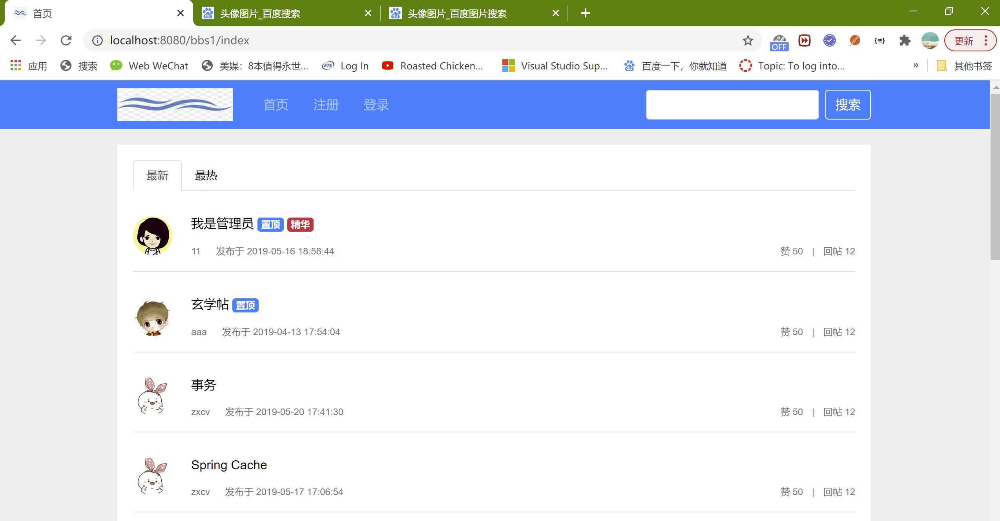 首页 头像图片_百度搜索 头像图片_百度图片搜索
localhost:8080/bbs1/index OFF 更新
应用 搜索 Web WeChat 美媒：8本值得永世... ETS Log In Roasted Chicken... Visual Studio Sup... 百度一下，你就知道 Topic: To log into... » 其他书签
首页 注册 登录 搜索
最新 最热
我是管理员 置顶 精华
11 发布于 2019-05-16 18:58:44 赞 50 | 回帖 12
玄学帖 置顶
aaa 发布于 2019-04-13 17:54:04 赞 50 | 回帖 12
事务
zxcv 发布于 2019-05-20 17:41:30 赞 50 | 回帖 12
Spring Cache
zxcv 发布于 2019-05-17 17:06:54 赞 50 | 回帖 12